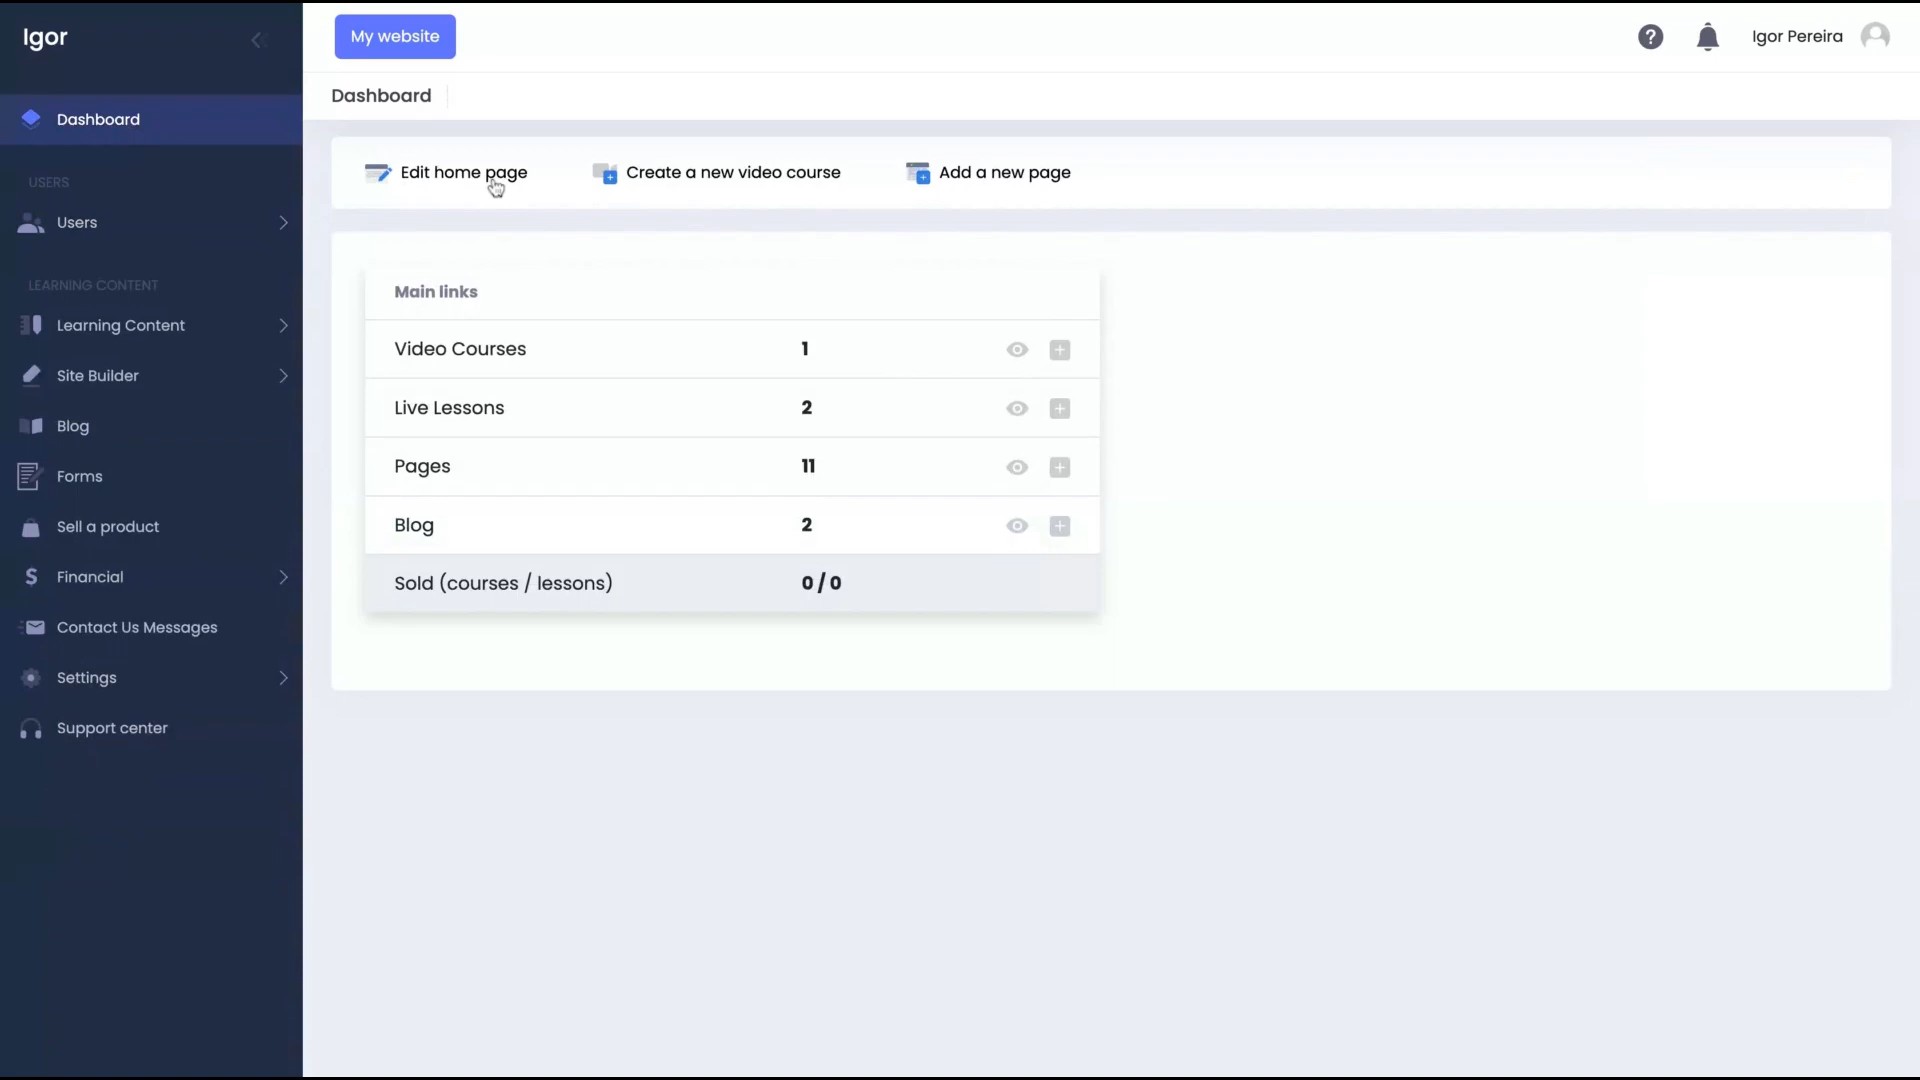 Igor
My website
Igor Pereira
Dashboard
Dashboard
USERS
Users
LEARNING CONTENT
Learning Content
Site Builder
Blog
Forms
Sell a product
Financial
Contact Us Messages
Settings
Support center
Edit home page
Create a new video course
Add a new page
Main links
Video Courses 1
Live Lessons 2
Pages 11
Blog 2
Sold (courses / lessons) 0 / 0